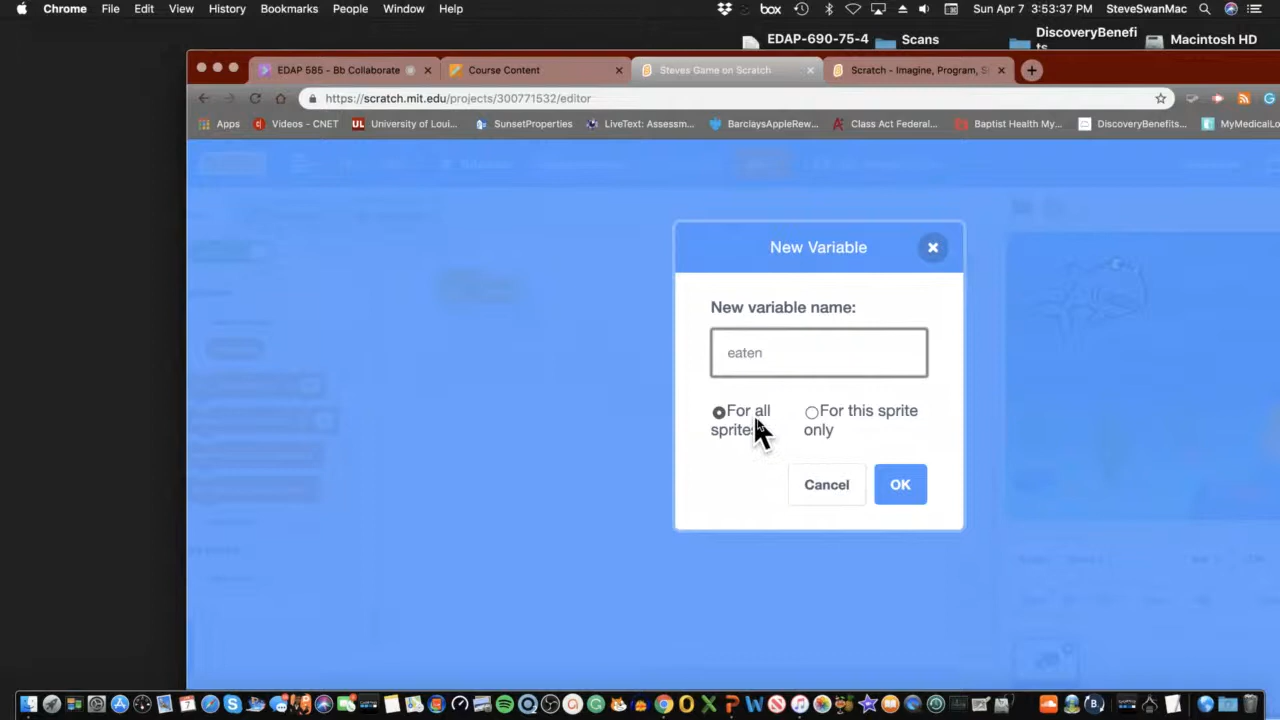 Chrome File Edit View History Bookmarks People Window Help box Sun Apr 7 3:53:37 PM SteveSwanMac
EDAP-690-75-4 Scans DiscoveryBenefi Macintosh HD
EDAP 585 - Bb Collaborate Course Content Steves Game on Scratch Scratch - Imagine, Program, S
https://scratch.mit.edu/projects/300771532/editor
Apps Videos - CNET University of Loui... SunsetProperties LiveText: Assessm... BarclaysAppleRew... Class Act Federal... Baptist Health My... DiscoveryBenefits... MyMedicalLo
New Variable
New variable name:
eaten
For all For this sprite
sprites only
Cancel OK